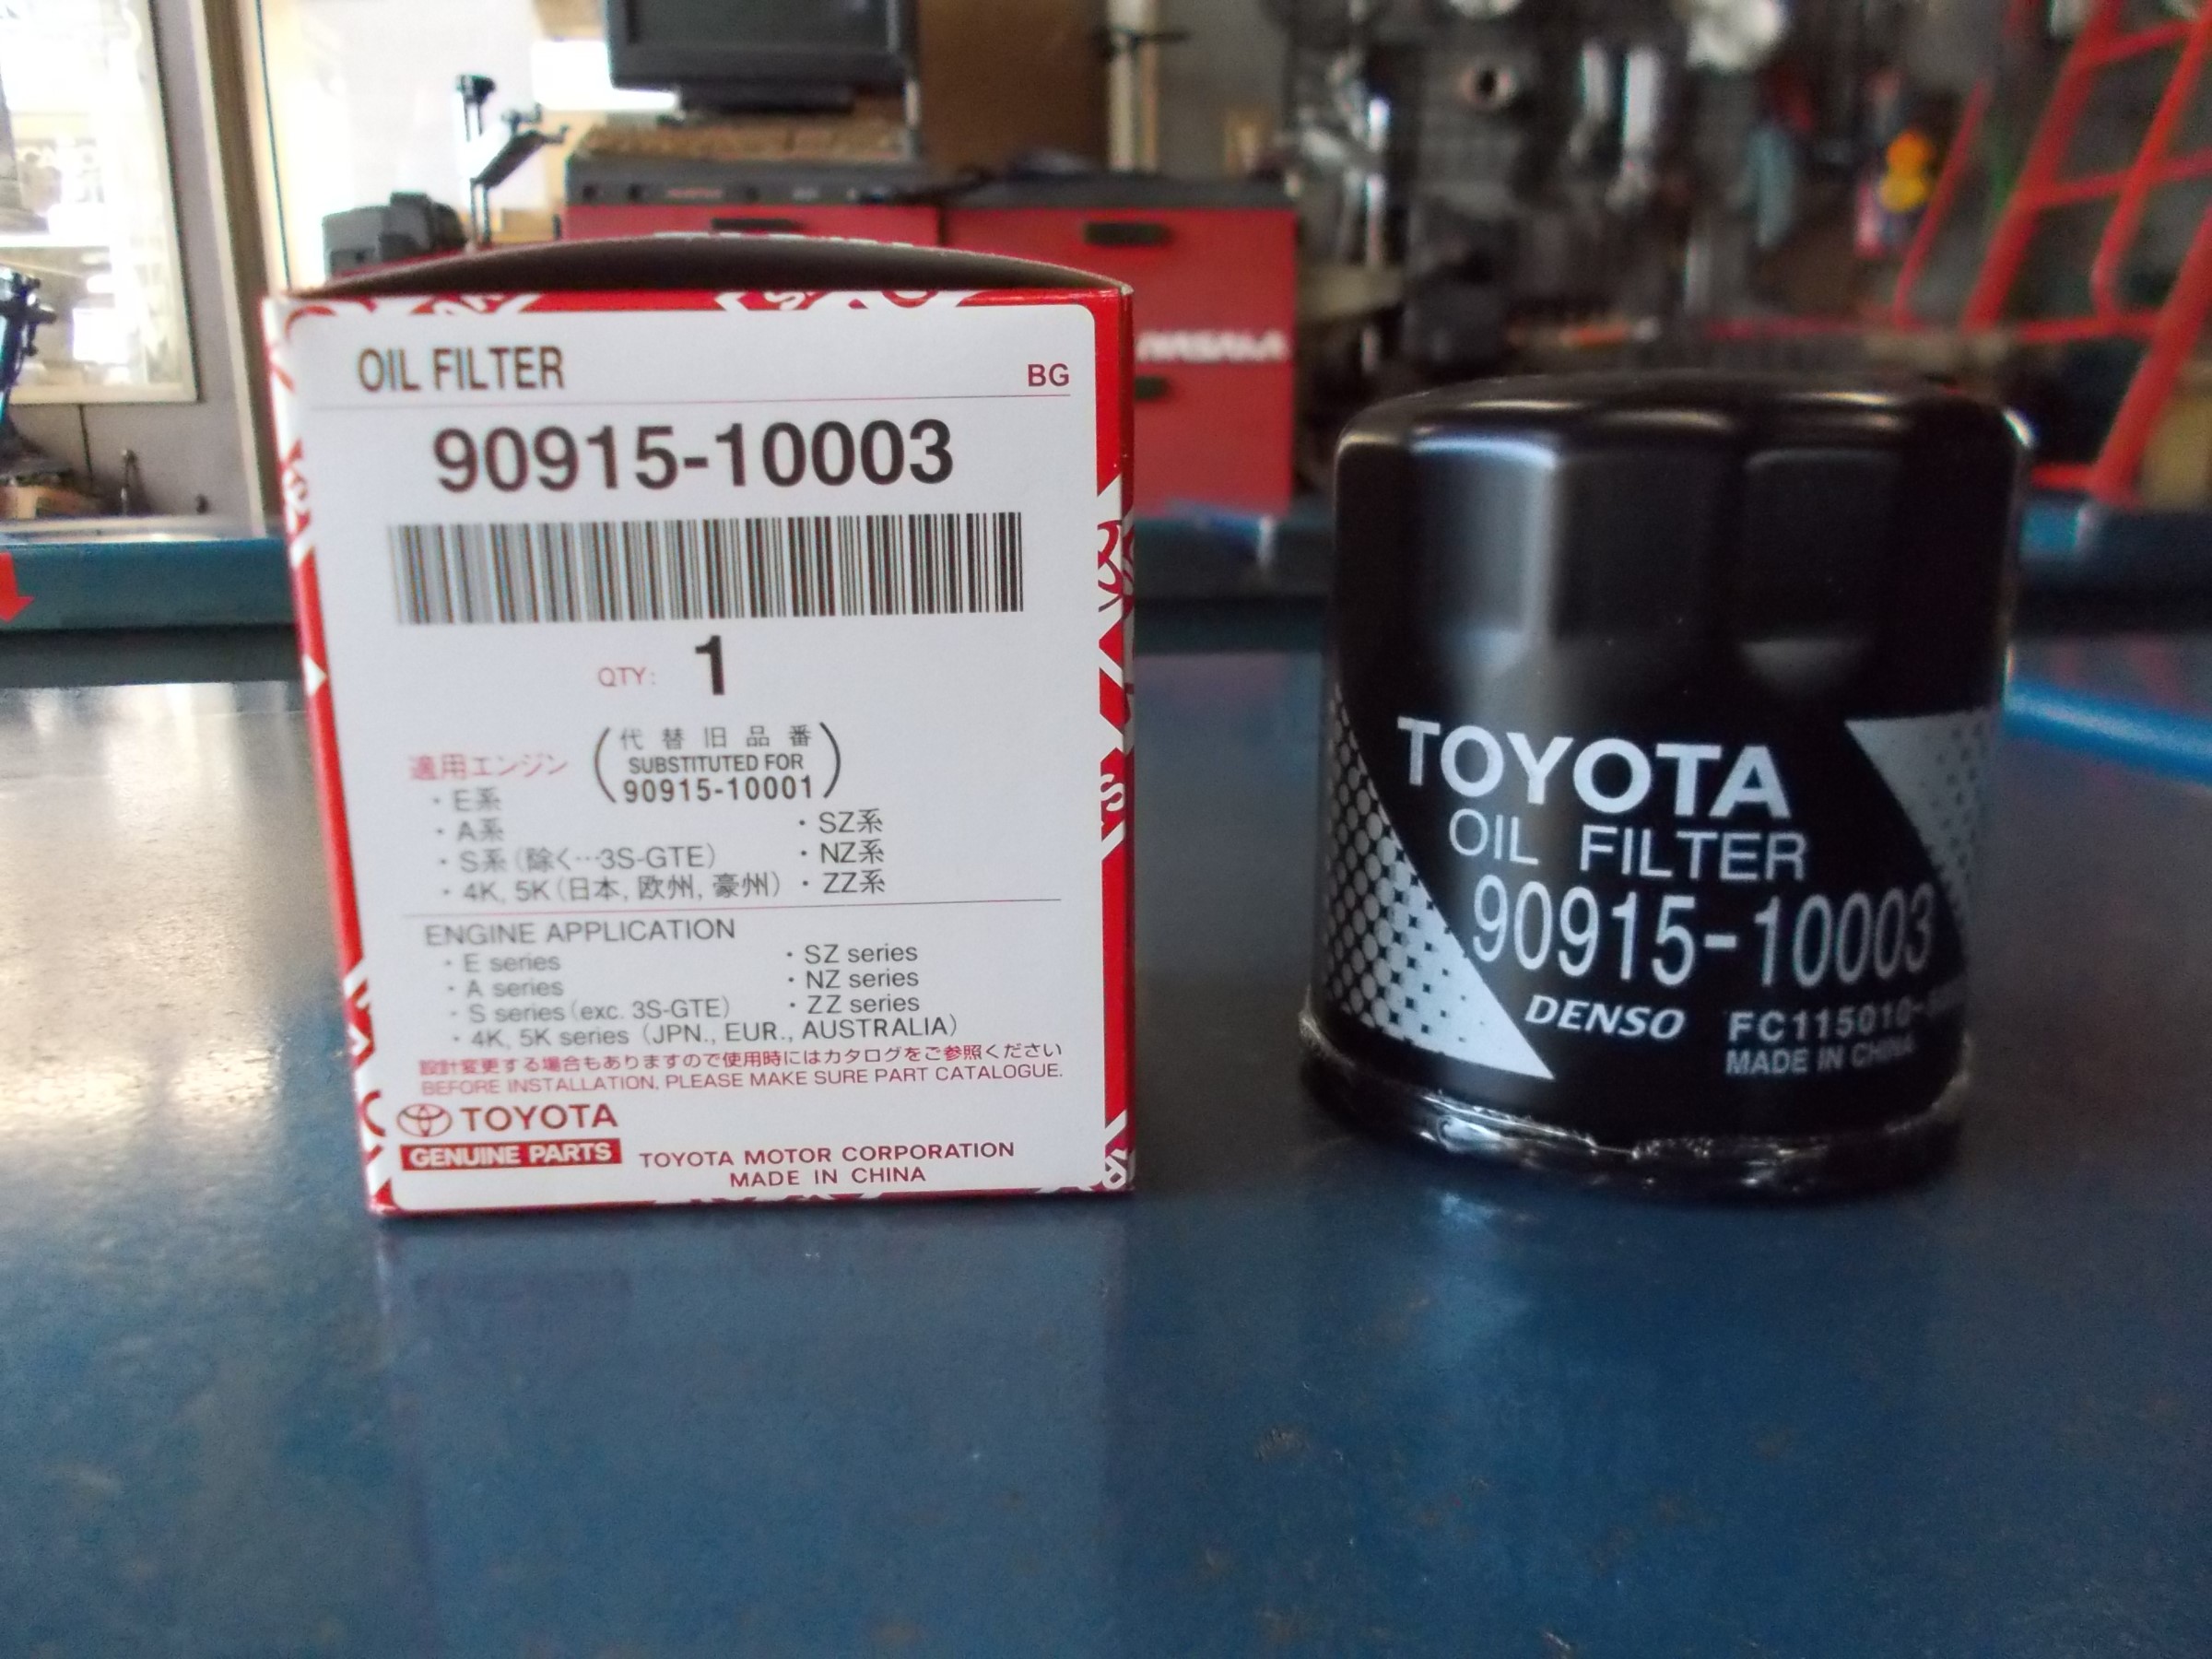 OIL FILTER
BG
90915-10003
QTY: 1
代替旧品番
SUBSTITUTED FOR
90915-10001
適用エンジン
・E系
・A系
・S系(除く…3S-GTE)
・4K, 5K(日本, 欧州, 豪州)
・SZ系
・NZ系
・ZZ系
ENGINE APPLICATION
・E series
・A series
・S series(exc. 3S-GTE)
・4K, 5K series (JPN., EUR., AUSTRALIA)
・SZ series
・NZ series
・ZZ series
設計変更する場合もありますので使用時にはカタログをご参照ください
BEFORE INSTALLATION, PLEASE MAKE SURE PART CATALOGUE.
TOYOTA
GENUINE PARTS
TOYOTA MOTOR CORPORATION
MADE IN CHINA
TOYOTA
OIL FILTER
90915-10003
DENSO
FC115010-
MADE IN CHINA